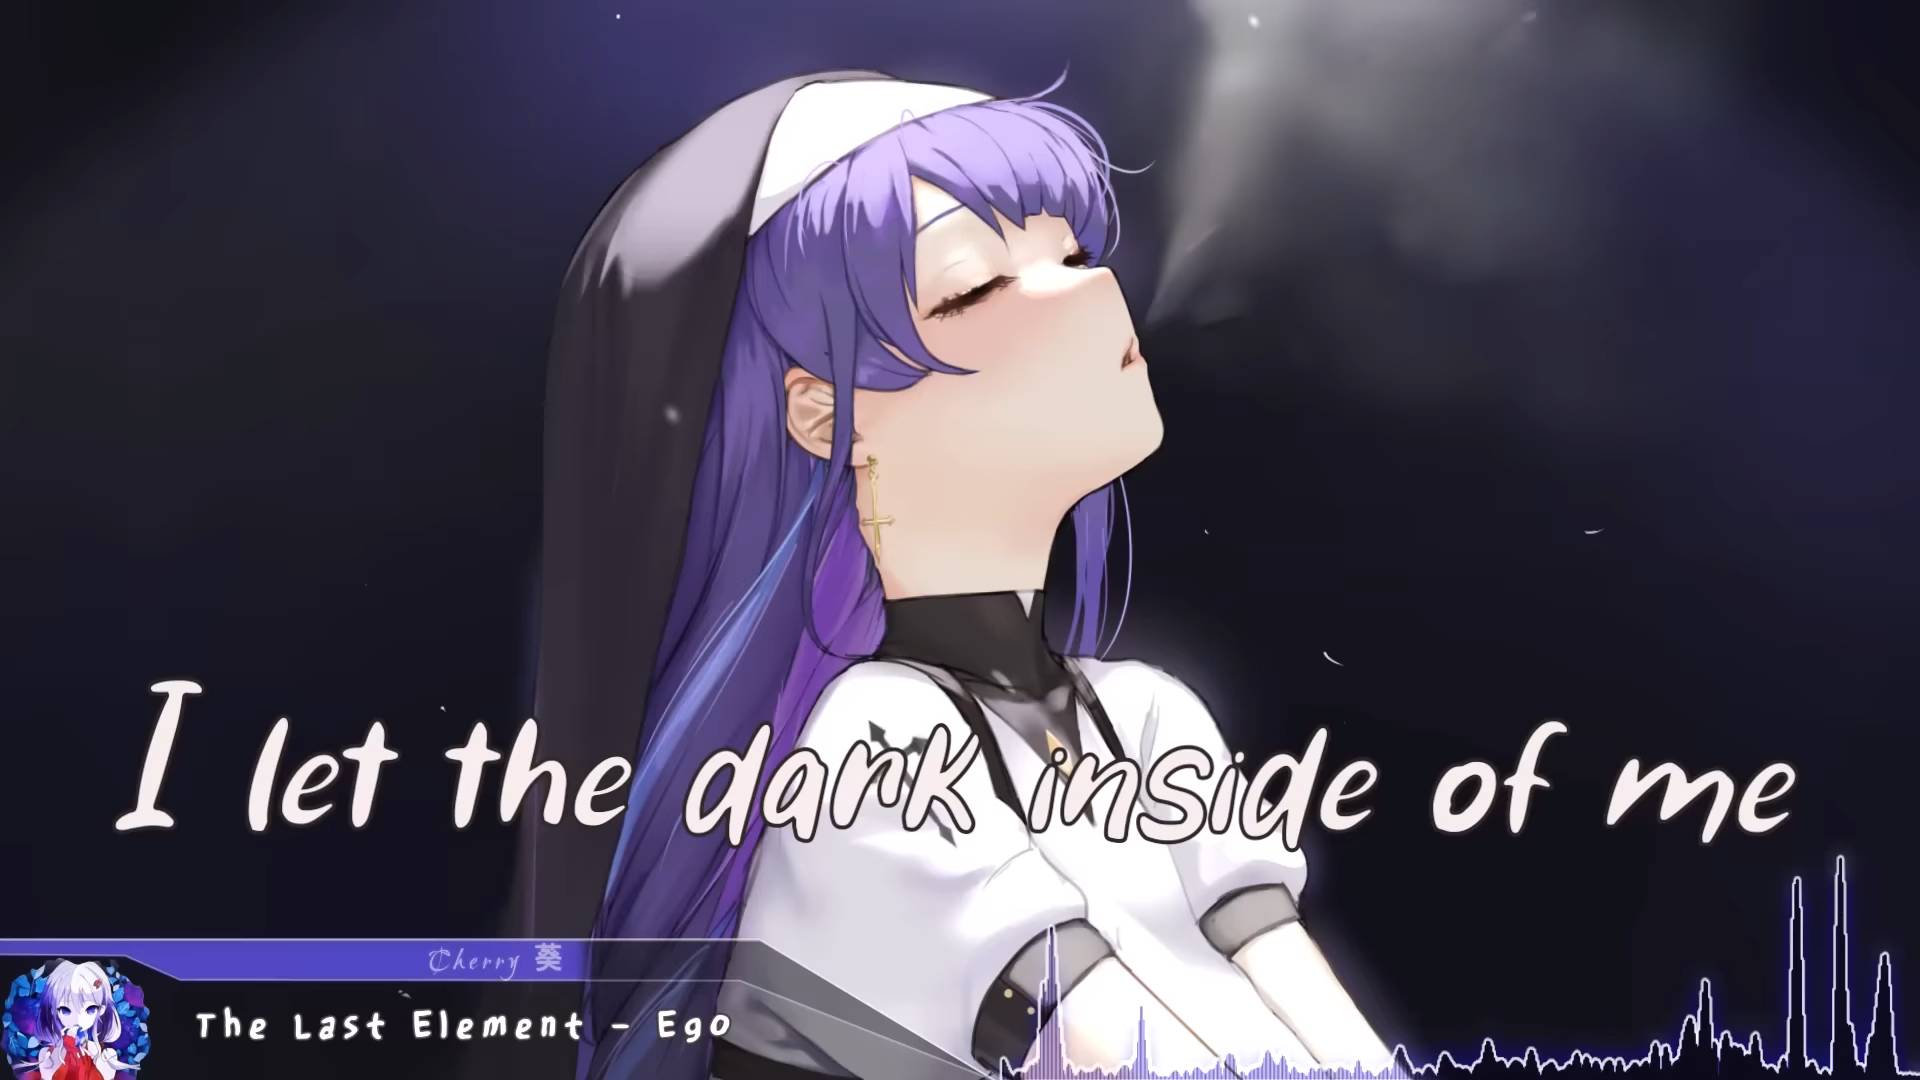 I let the dark inside of me
Cherry 葵
The Last Element - Ego